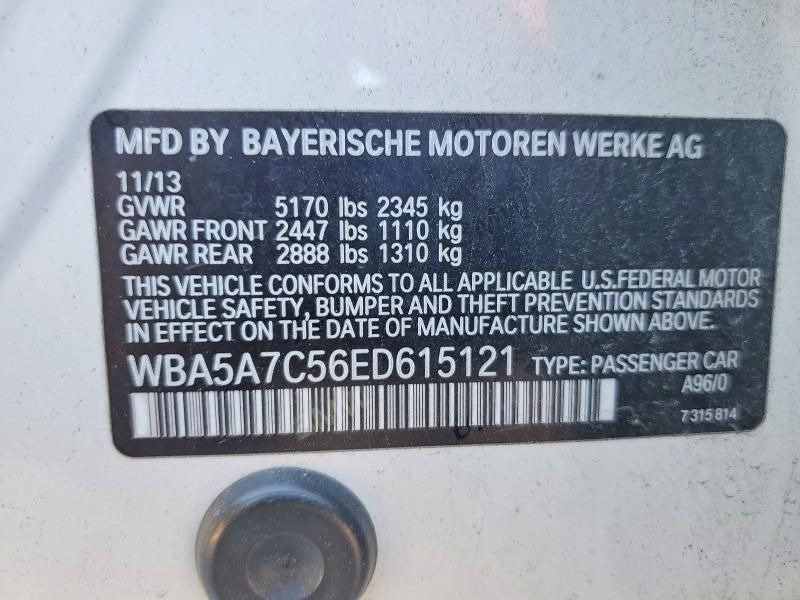 MFD BY BAYERISCHE MOTOREN WERKE AG
11/13
GVWR 5170 lbs 2345 kg
GAWR FRONT 2447 lbs 1110 kg
GAWR REAR 2888 lbs 1310 kg
THIS VEHICLE CONFORMS TO ALL APPLICABLE U.S.FEDERAL MOTOR
VEHICLE SAFETY, BUMPER AND THEFT PREVENTION STANDARDS
IN EFFECT ON THE DATE OF MANUFACTURE SHOWN ABOVE.
WBA5A7C56ED615121 TYPE: PASSENGER CAR
A96/0
7 315 814